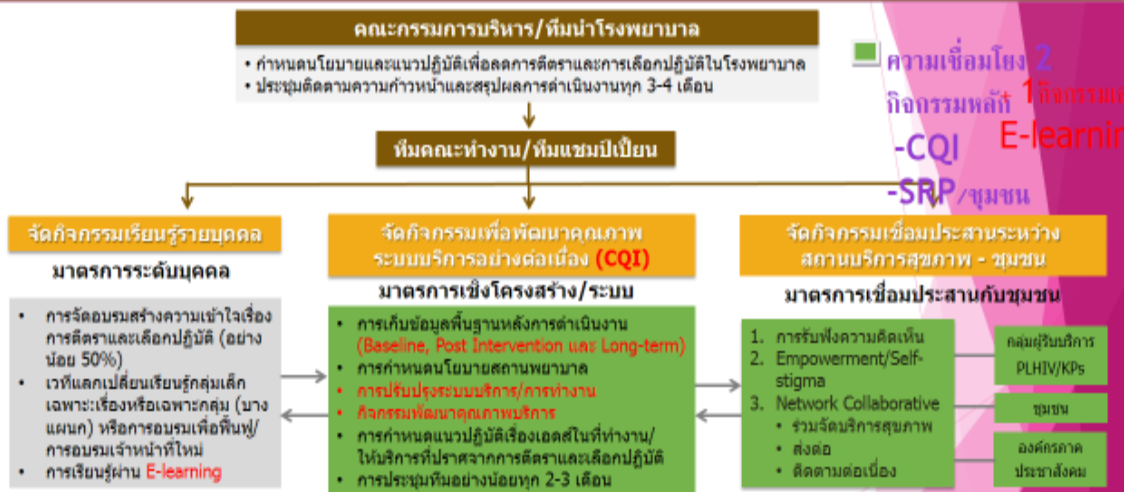 คณะกรรมการบริหาร/ทีมนำโรงพยาบาล
• กำหนดนโยบายและแนวปฏิบัติเพื่อลดการตีตราและการเลือกปฏิบัติในโรงพยาบาล
• ประชุมติดตามความก้าวหน้าและสรุปผลการดำเนินงานทุก 3-4 เดือน
ความเชื่อมโยง 2
กิจกรรมหลัก + 1กิจกรรม
-CQI
E-learnin
-SRP/ชุมชน
ทีมคณะทำงาน/ทีมแชมป์เปี้ยน
จัดกิจกรรมเรียนรู้รายบุคคล
มาตรการระดับบุคคล
• การจัดอบรมสร้างความเข้าใจเรื่อง
การตีตราและเลือกปฏิบัติ (อย่าง
น้อย 50%)
• เวทีแลกเปลี่ยนเรียนรู้กลุ่มเล็ก
เฉพาะเรื่องหรือเฉพาะกลุ่ม (บาง
แผนก) หรือการอบรมเพื่อฟื้นฟู/
การอบรมเจ้าหน้าที่ใหม่
• การเรียนรู้ผ่าน E-learning
จัดกิจกรรมเพื่อพัฒนาคุณภาพ
ระบบบริการอย่างต่อเนื่อง (CQI)
มาตรการเชิงโครงสร้าง/ระบบ
• การเก็บข้อมูลพื้นฐานหลังการดำเนินงาน
(Baseline, Post Intervention และ Long-term)
• การกำหนดนโยบายสถานพยาบาล
• การปรับปรุงระบบบริการ/การทำงาน
• กิจกรรมพัฒนาคุณภาพบริการ
• การกำหนดแนวปฏิบัติเรื่องเอดส์ในที่ทำงาน/
ให้บริการที่ปราศจากการตีตราและเลือกปฏิบัติ
• การประชุมทีมอย่างน้อยทุก 2-3 เดือน
จัดกิจกรรมเชื่อมประสานระหว่าง
สถานบริการสุขภาพ - ชุมชน
มาตรการเชื่อมประสานกับชุมชน
1. การรับฟังความคิดเห็น
2. Empowerment/Self-
stigma
3. Network Collaborative
• ร่วมจัดบริการสุขภาพ
• ส่งต่อ
• ติดตามต่อเนื่อง
กลุ่มผู้รับบริการ
PLHIV/KPs
ชุมชน
องค์กรภาค
ประชาสังคม